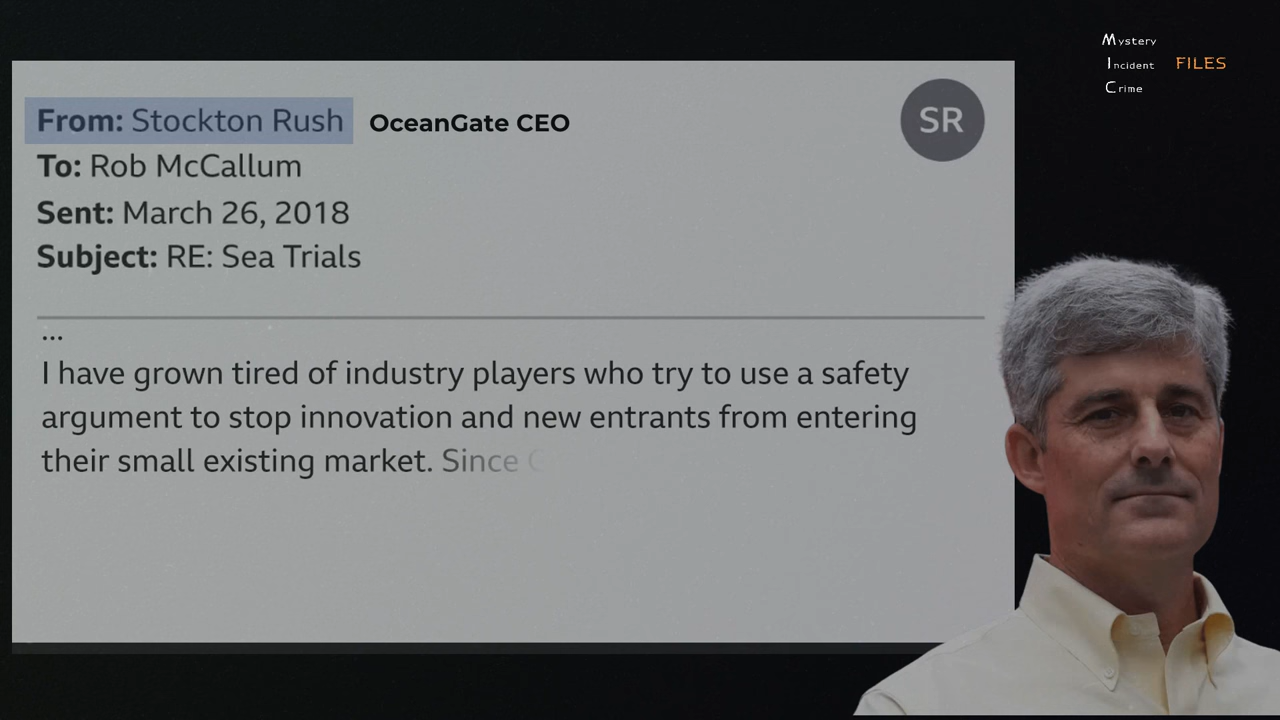 Mystery
Incident FILES
Crime
From: Stockton Rush OceanGate CEO
SR
To: Rob McCallum
Sent: March 26, 2018
Subject: RE: Sea Trials
...
I have grown tired of industry players who try to use a safety
argument to stop innovation and new entrants from entering
their small existing market. Since